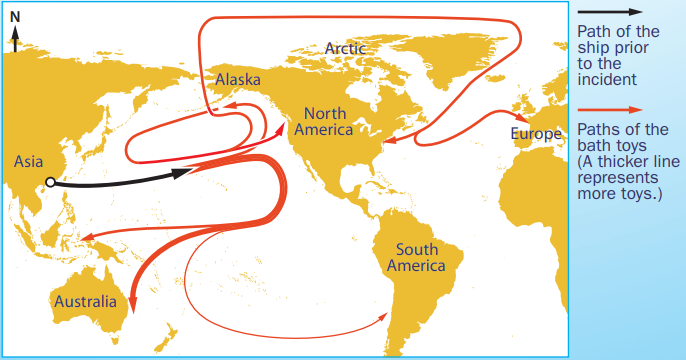 N
Arctic
Alaska
North
America
Asia
Europe
South
America
Australia
Path of the
ship prior
to the
incident
Paths of the
bath toys
(A thicker line
represents
more toys.)